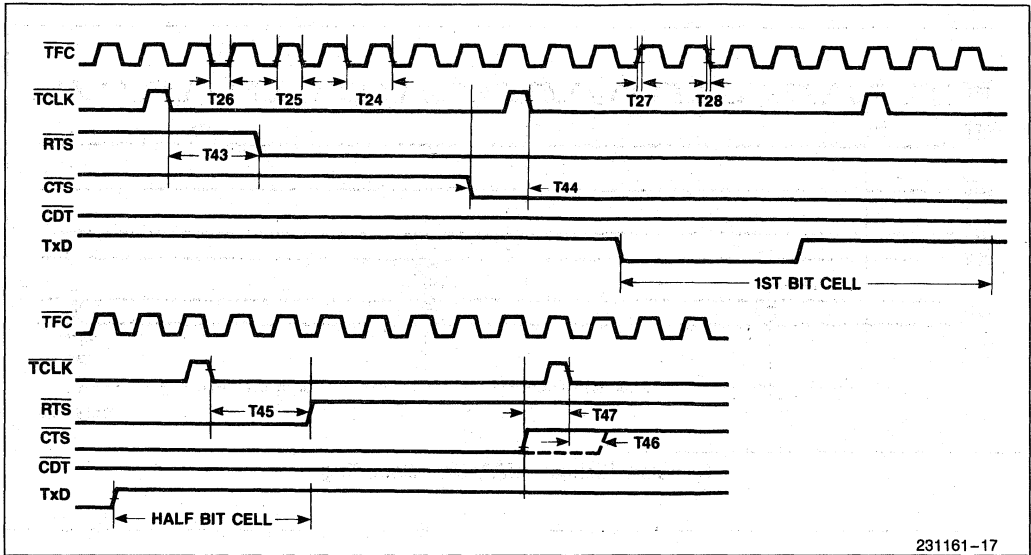 TFC
T26 T25 T24 T27 T28
TCLK
RTS
T43
CTS
T44
CDT
TxD
1ST BIT CELL
TFC
TCLK
RTS
T45
T47
CTS
T46
CDT
TxD
HALF BIT CELL
231161-17